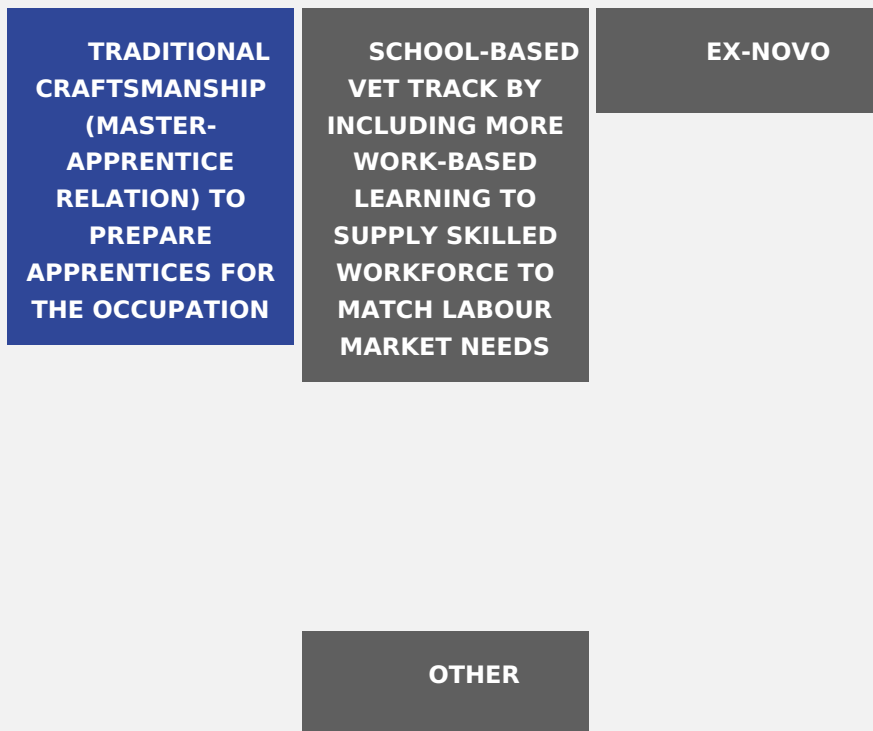 TRADITIONAL
CRAFTSMANSHIP
(MASTER-
APPRENTICE
RELATION) TO
PREPARE
APPRENTICES FOR
THE OCCUPATION
SCHOOL-BASED
VET TRACK BY
INCLUDING MORE
WORK-BASED
LEARNING TO
SUPPLY SKILLED
WORKFORCE TO
MATCH LABOUR
MARKET NEEDS
EX-NOVO
OTHER